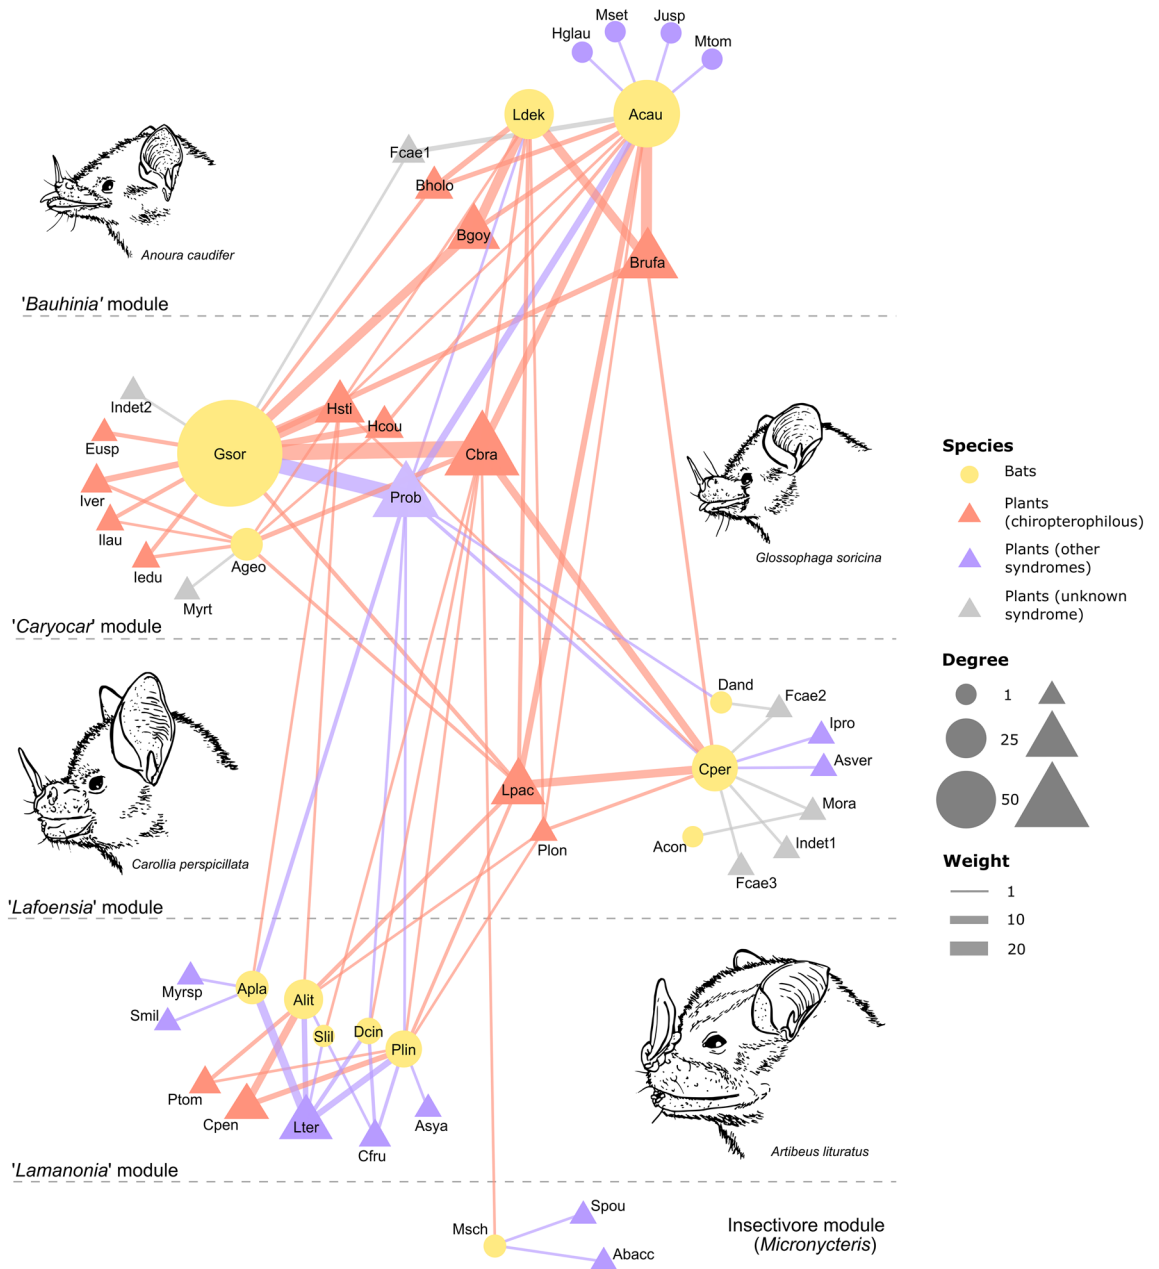 Mset
Jusp
Hglau
Mtom
Ldek
Acau
Fcae1
Bholo
Bgoy
Brufa
Anoura caudifer
'Bauhinia' module
Indet2
Hsti
Hcou
Eusp
Gsor
Cbra
Iver
Prob
Ilau
Iedu
Ageo
Myrt
Glossophaga soricina
'Caryocar' module
Species
Bats
Plants
(chiropterophilous)
Plants (other
syndromes)
Plants (unknown
syndrome)
Degree
1
25
50
Weight
1
10
20
Dand
Fcae2
Ipro
Asver
Cper
Lpac
Mora
Plon
Acon
Indet1
Fcae3
Carollia perspicillata
'Lafoensia' module
Myrsp
Apla
Alit
Smil
Slil
Dcin
Plin
Ptom
Cpen
Lter
Asya
Cfru
Artibeus lituratus
'Lamanonia' module
Msch
Spou
Abacc
Insectivore module
(Micronycteris)